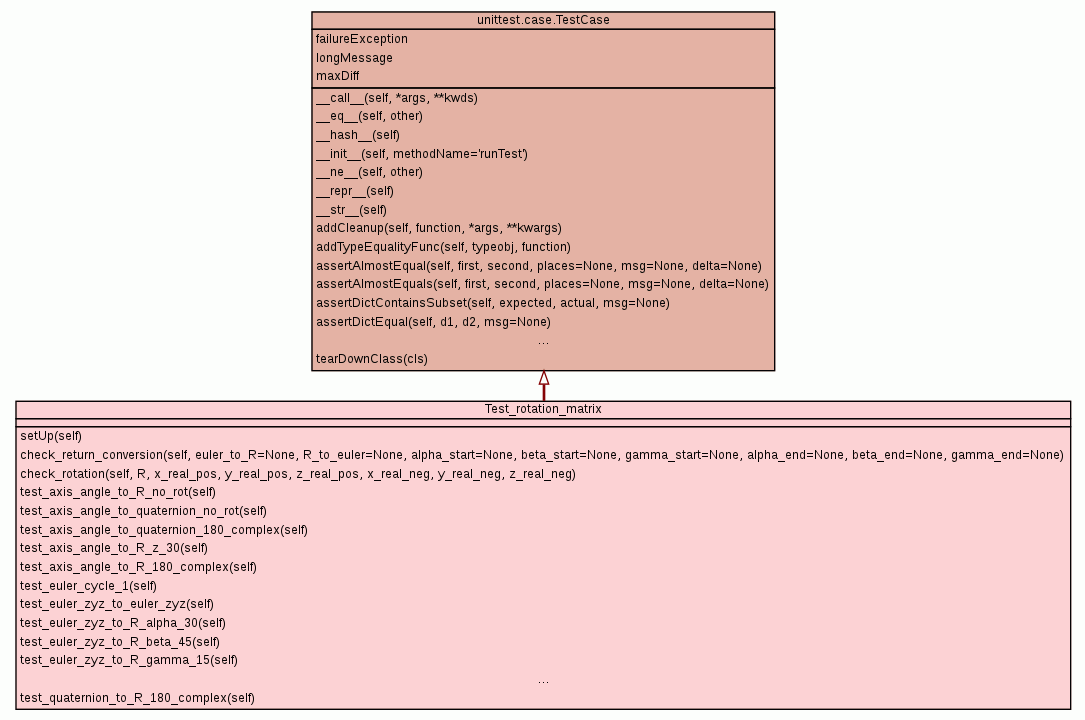 unittest.case.TestCase
failureException
longMessage
maxDiff
__call__(self, *args, **kwds)
__eq__(self, other)
__hash__(self)
__init__(self, methodName='runTest')
__ne__(self, other)
__repr__(self)
__str__(self)
addCleanup(self, function, *args, **kwargs)
addTypeEqualityFunc(self, typeobj, function)
assertAlmostEqual(self, first, second, places=None, msg=None, delta=None)
assertAlmostEquals(self, first, second, places=None, msg=None, delta=None)
assertDictContainsSubset(self, expected, actual, msg=None)
assertDictEqual(self, d1, d2, msg=None)
...
tearDownClass(cls)
Test_rotation_matrix
setUp(self)
check_return_conversion(self, euler_to_R=None, R_to_euler=None, alpha_start=None, beta_start=None, gamma_start=None, alpha_end=None, beta_end=None, gamma_end=None)
check_rotation(self, R, x_real_pos, y_real_pos, z_real_pos, x_real_neg, y_real_neg, z_real_neg)
test_axis_angle_to_R_no_rot(self)
test_axis_angle_to_quaternion_no_rot(self)
test_axis_angle_to_quaternion_180_complex(self)
test_axis_angle_to_R_z_30(self)
test_axis_angle_to_R_180_complex(self)
test_euler_cycle_1(self)
test_euler_zyz_to_euler_zyz(self)
test_euler_zyz_to_R_alpha_30(self)
test_euler_zyz_to_R_beta_45(self)
test_euler_zyz_to_R_gamma_15(self)
...
test_quaternion_to_R_180_complex(self)